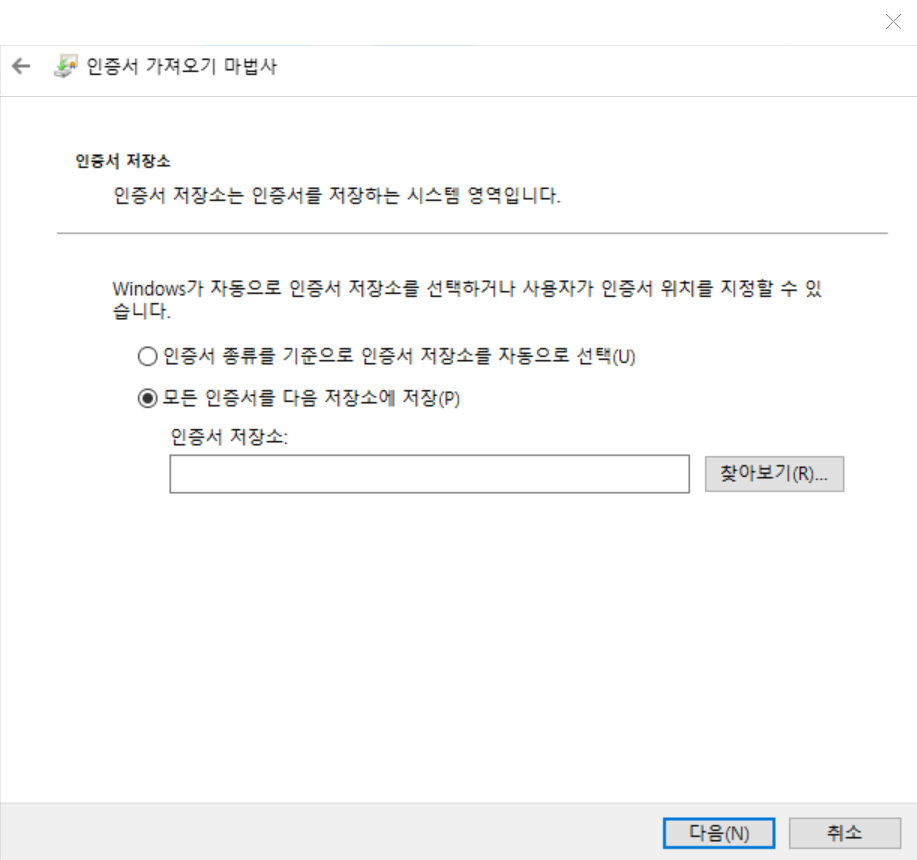 인증서 가져오기 마법사
인증서 저장소
인증서 저장소는 인증서를 저장하는 시스템 영역입니다.
Windows가 자동으로 인증서 저장소를 선택하거나 사용자가 인증서 위치를 지정할 수 있
습니다.
인증서 종류를 기준으로 인증서 저장소를 자동으로 선택(U)
모든 인증서를 다음 저장소에 저장(P)
인증서 저장소:
찾아보기(R)...
다음(N)
취소